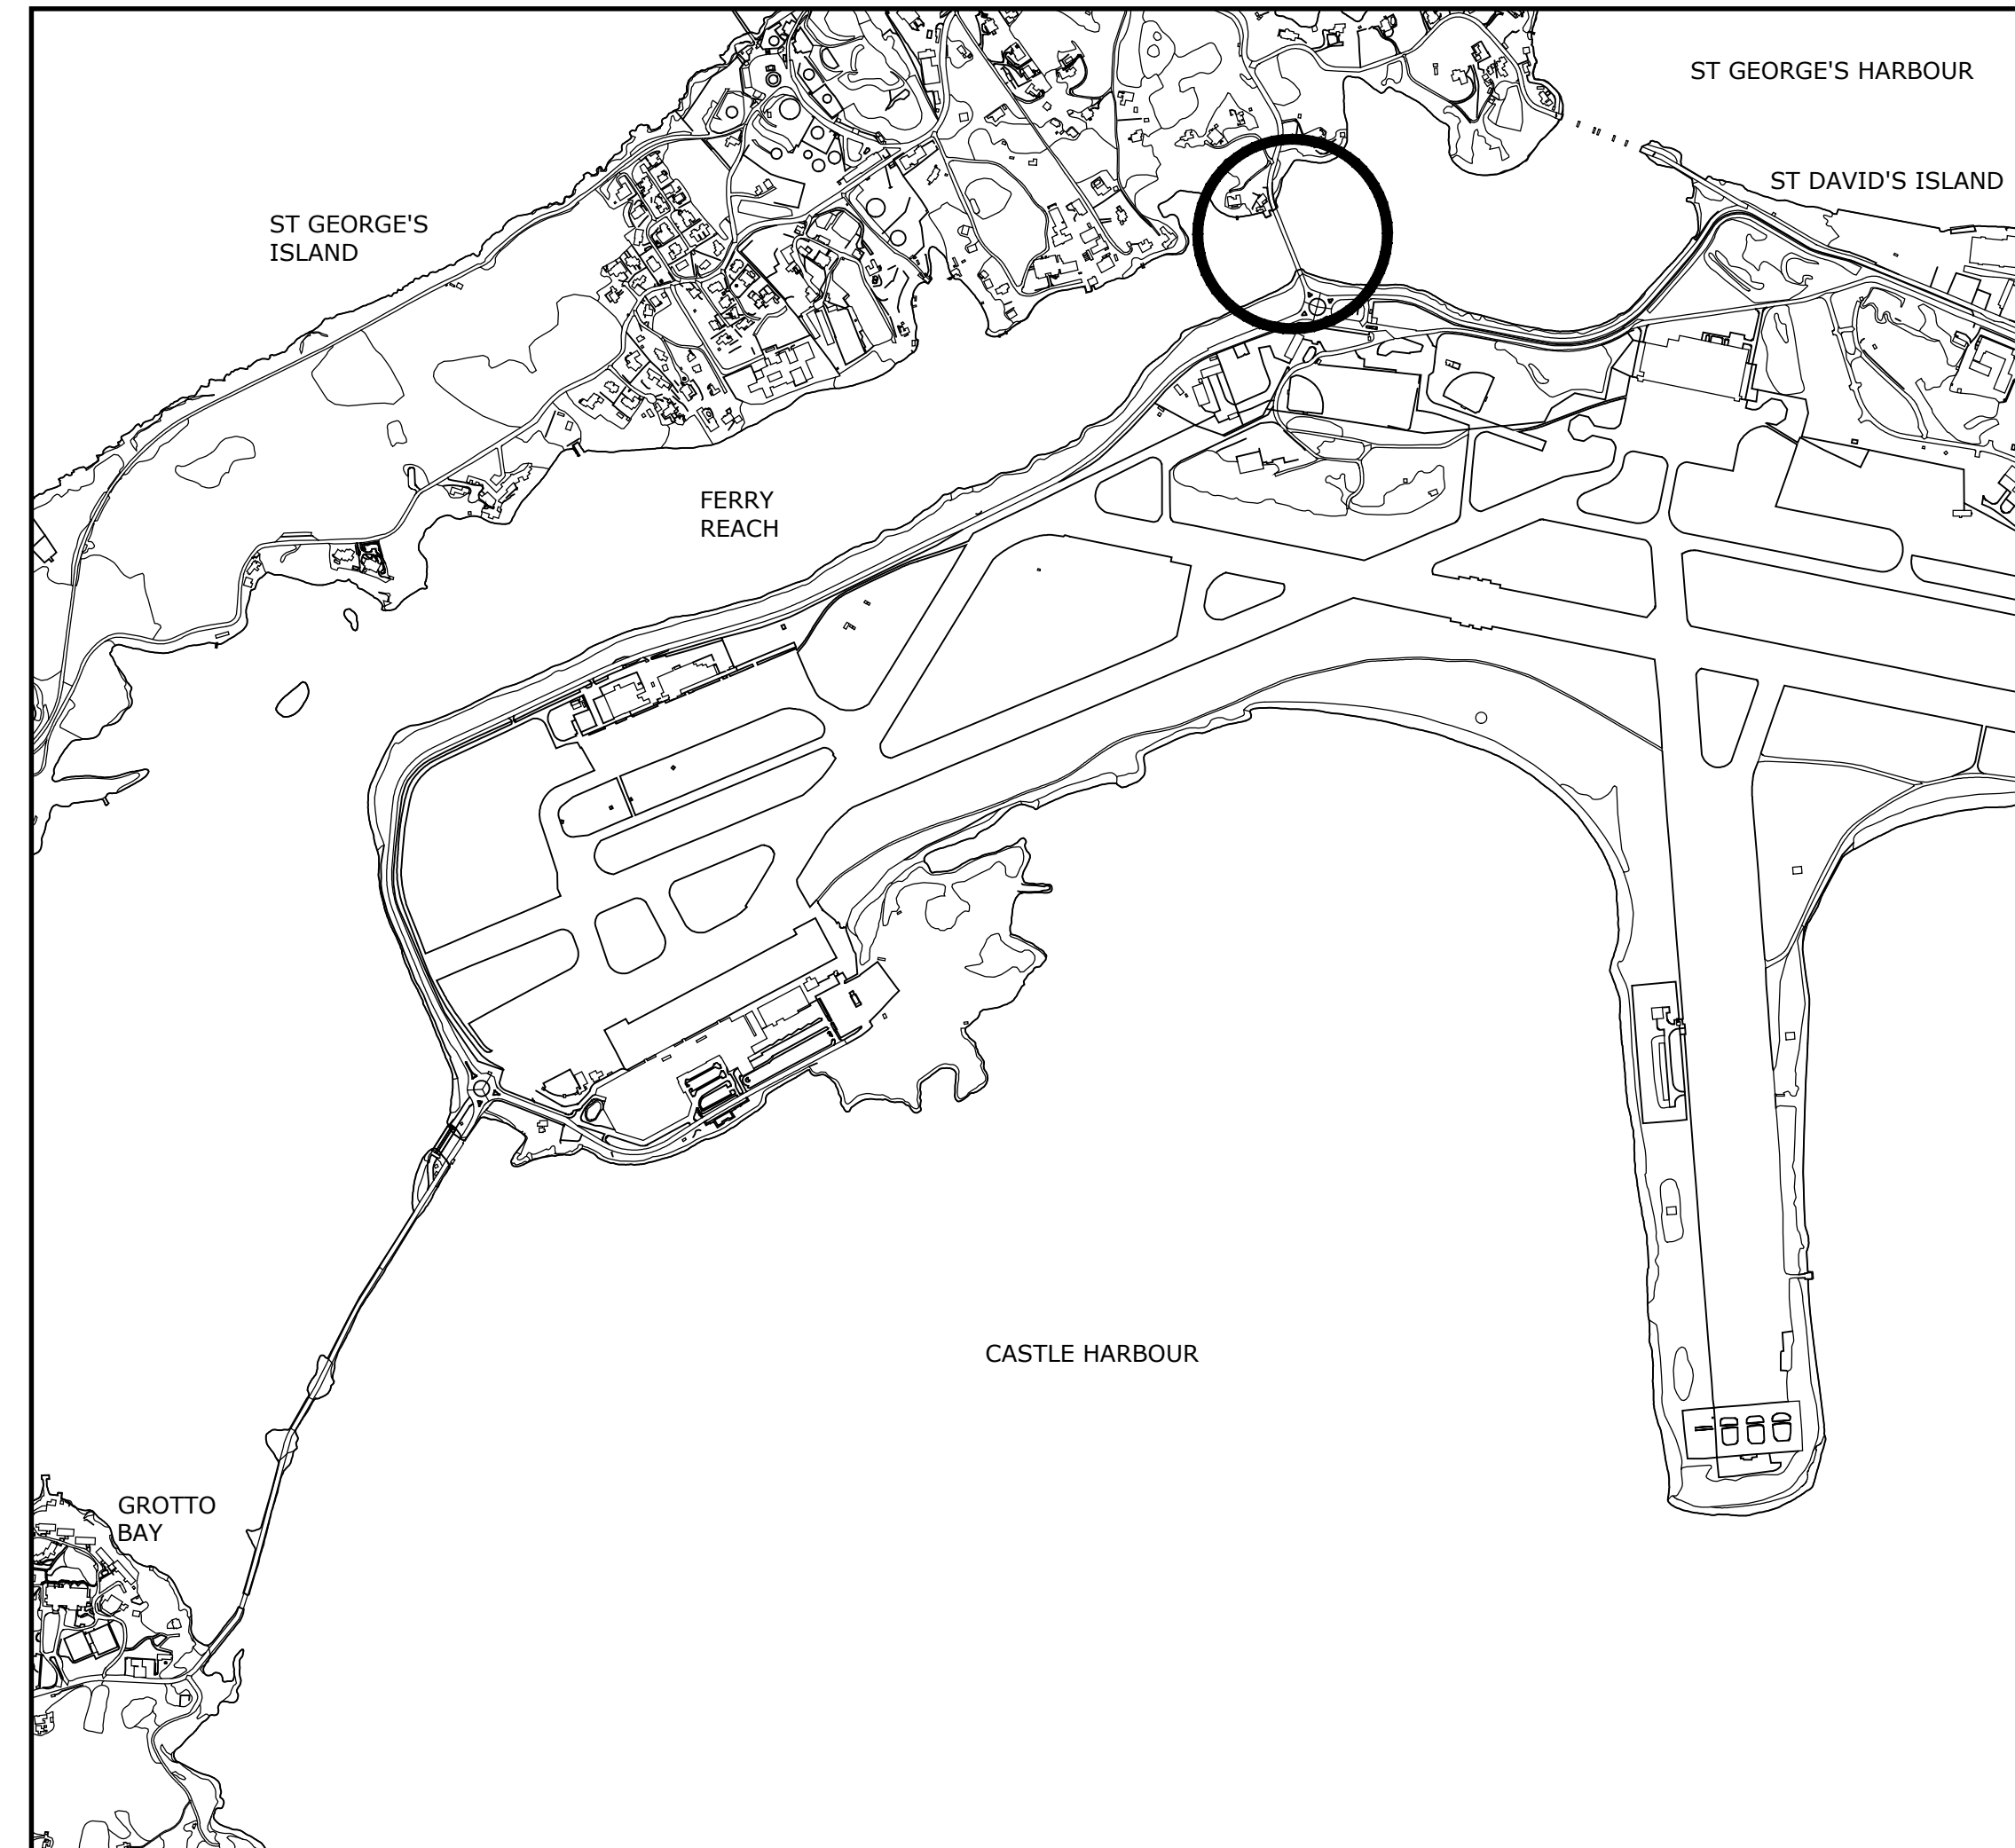 ST GEORGE'S HARBOUR
ST DAVID'S ISLAND
ST GEORGE'S
ISLAND
FERRY
REACH
CASTLE HARBOUR
GROTTO
BAY